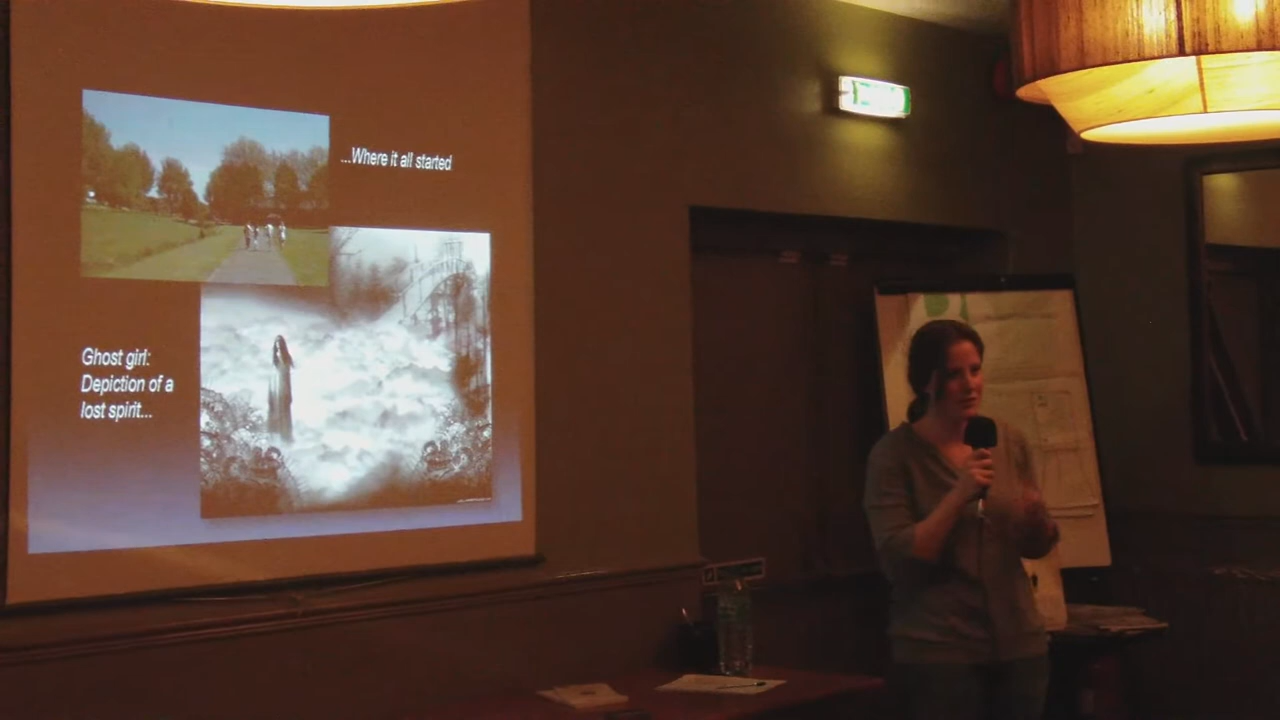 ...Where it all started
Ghost girl:
Depiction of a
lost spirit...